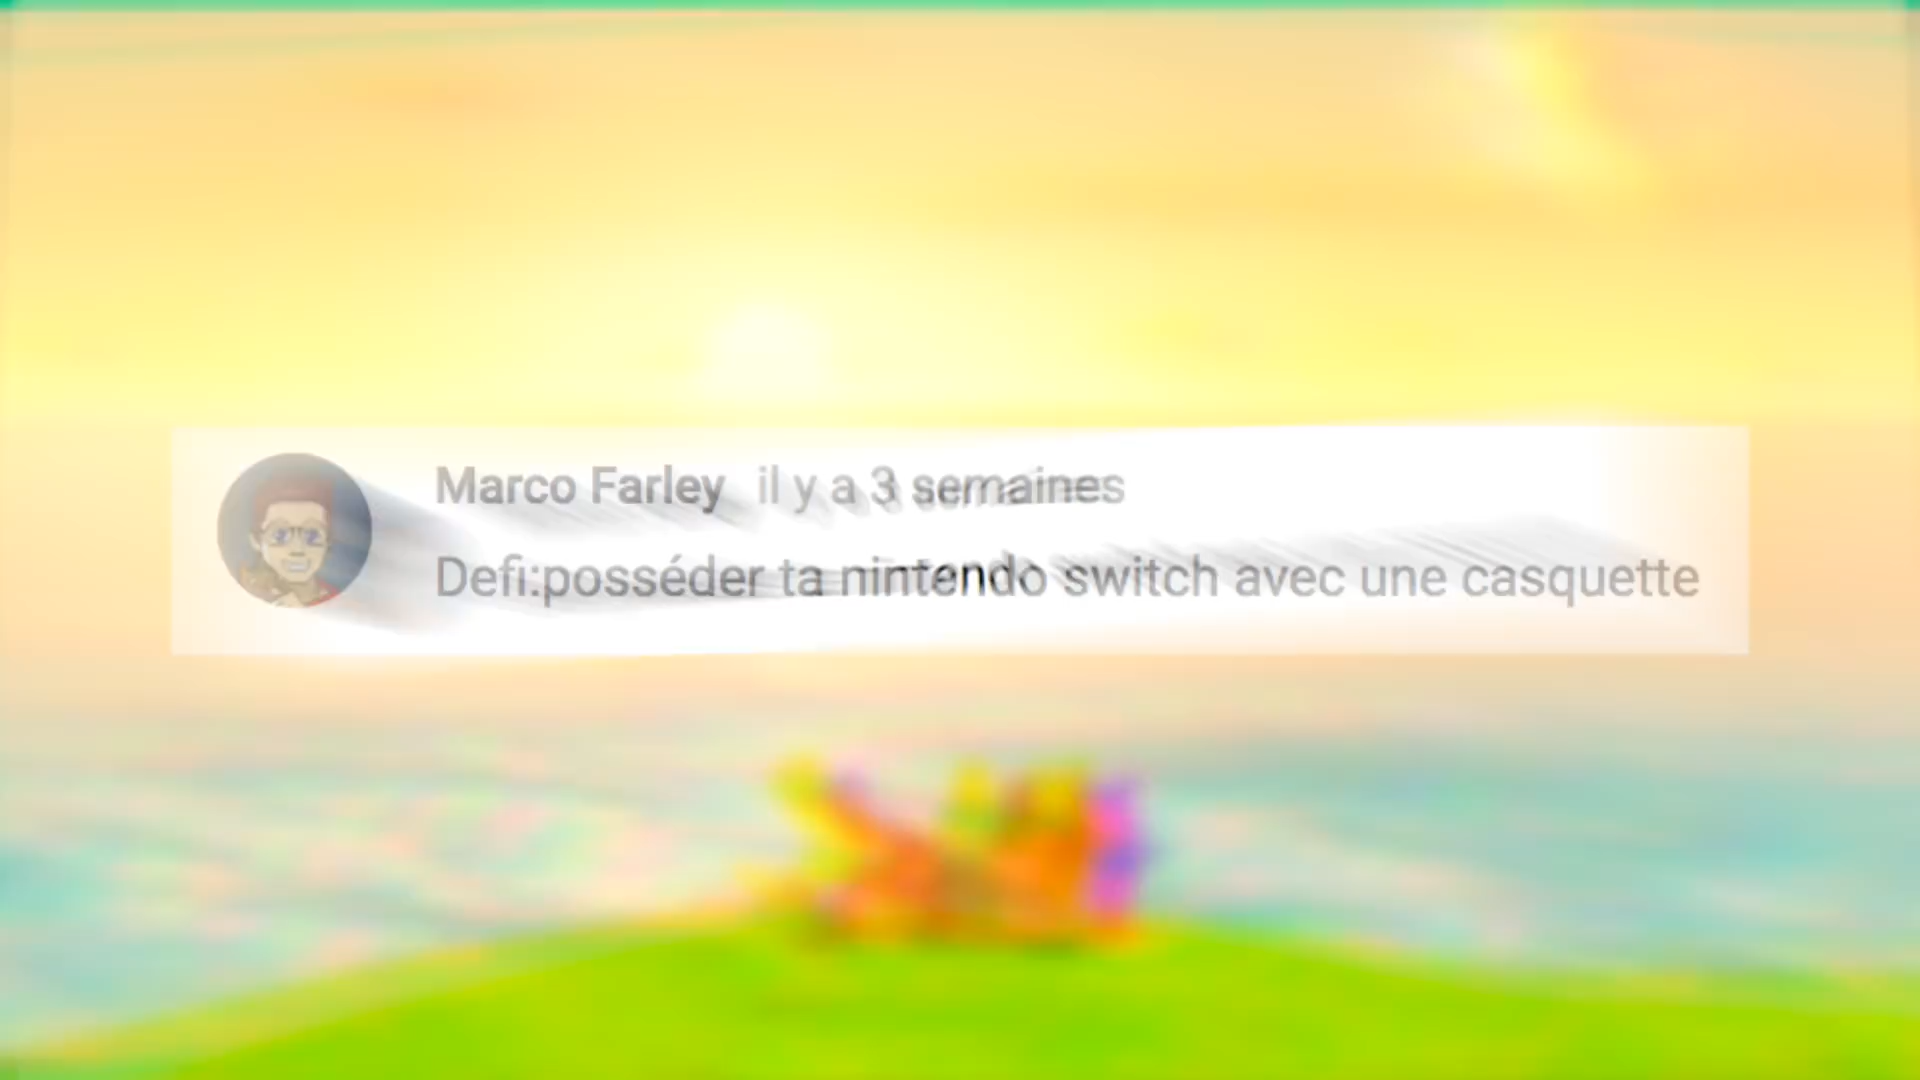 Marco Farley il y a 3 semaines
Defi:posséder ta nintendo switch avec une casquette